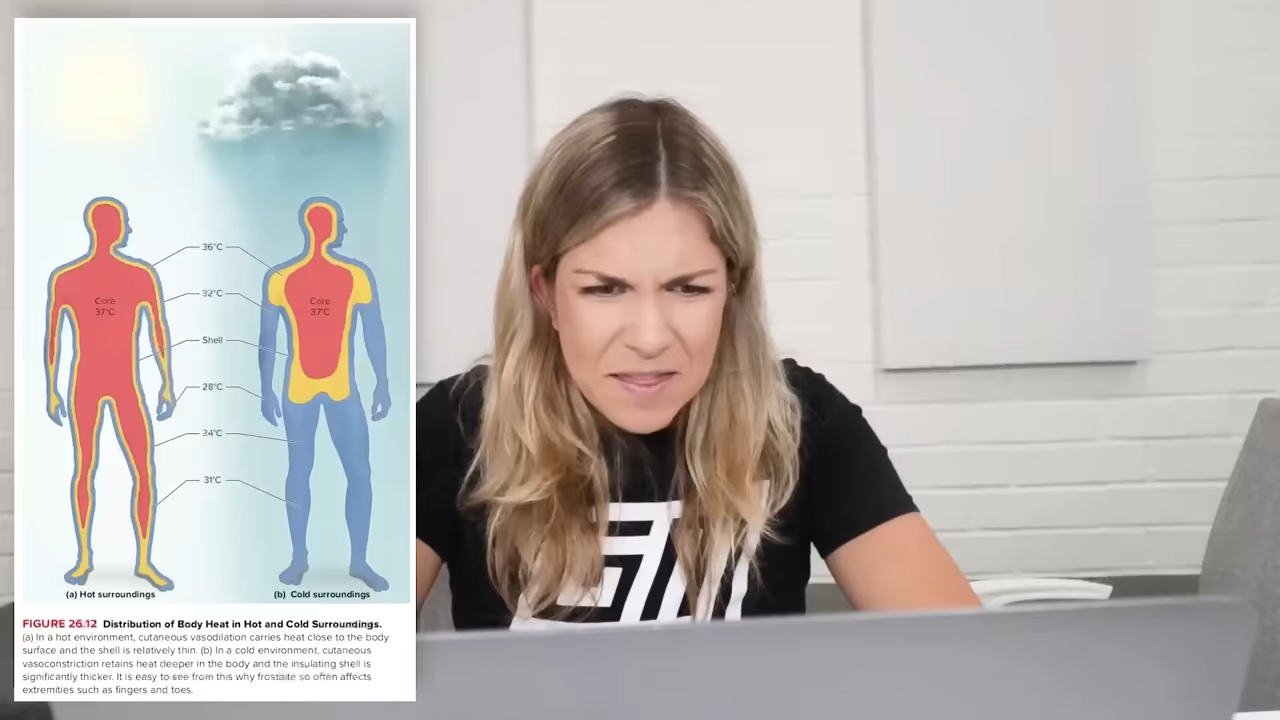 36°C
32°C
Core
37°C
Core
37°C
Shell
28°C
34°C
31°C
(a) Hot surroundings
(b) Cold surroundings
FIGURE 26.12 Distribution of Body Heat in Hot and Cold Surroundings.
(a) In a hot environment, cutaneous vasodilation carries heat close to the body
surface and the shell is relatively thin. (b) In a cold environment, cutaneous
vasoconstriction retains heat deeper in the body and the insulating shell is
significantly thicker. It is easy to see from this why frostbite so often affects
extremities such as fingers and toes.